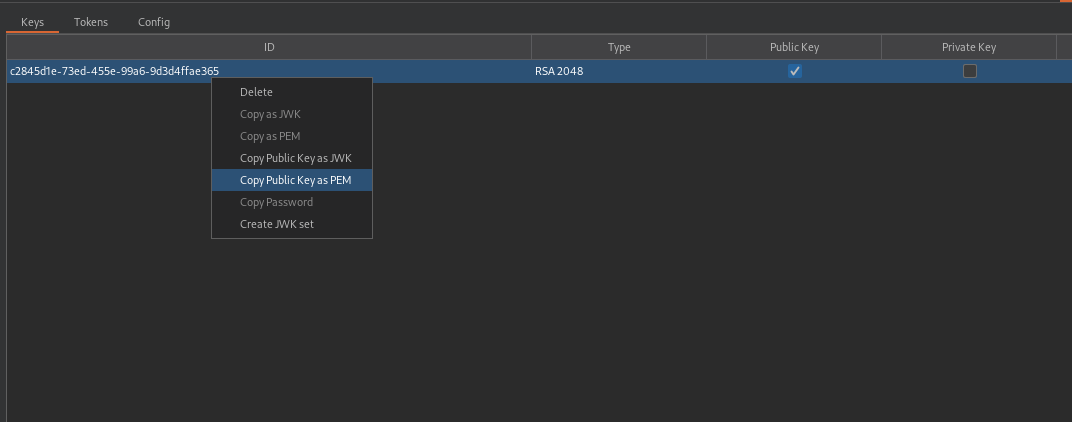 Keys Tokens Config
ID Type Public Key Private Key
c2845d1e-73ed-455e-99a6-9d3d4ffae365 RSA 2048
Delete
Copy as JWK
Copy as PEM
Copy Public Key as JWK
Copy Public Key as PEM
Copy Password
Create JWK set